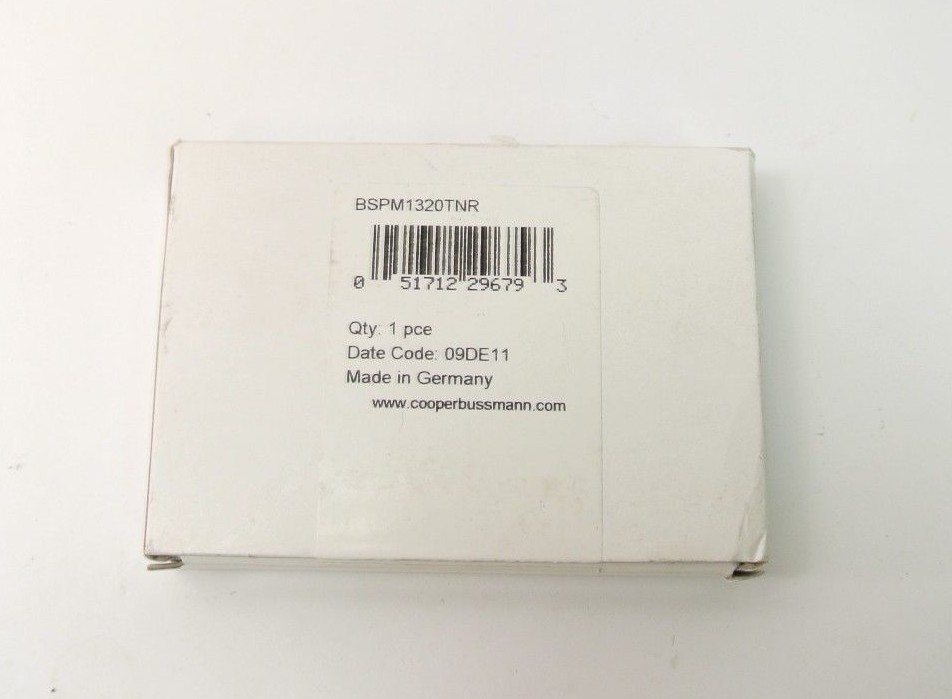 BSPM1320TNR
0 51712 29679 3
Qty: 1 pce
Date Code: 09DE11
Made in Germany
www.cooperbussmann.com